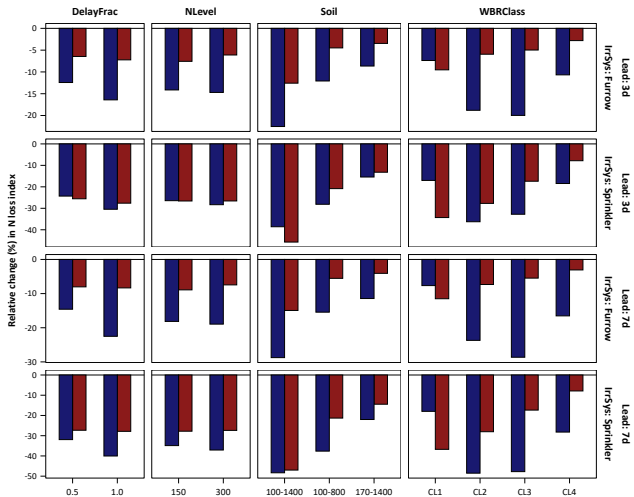 DelayFrac NLevel Soil WBRClass
Relative change (%) in N loss index
0
-5
-10
-15
-20
Lead: 3d
IrrSys: Furrow
0
-10
-20
-30
-40
Lead: 3d
IrrSys: Sprinkler
0
-10
-20
-30
Lead: 7d
IrrSys: Furrow
0
-10
-20
-30
-40
-50
Lead: 7d
IrrSys: Sprinkler
0.5 1.0 150 300 100-1400 100-800 170-1400 CL1 CL2 CL3 CL4